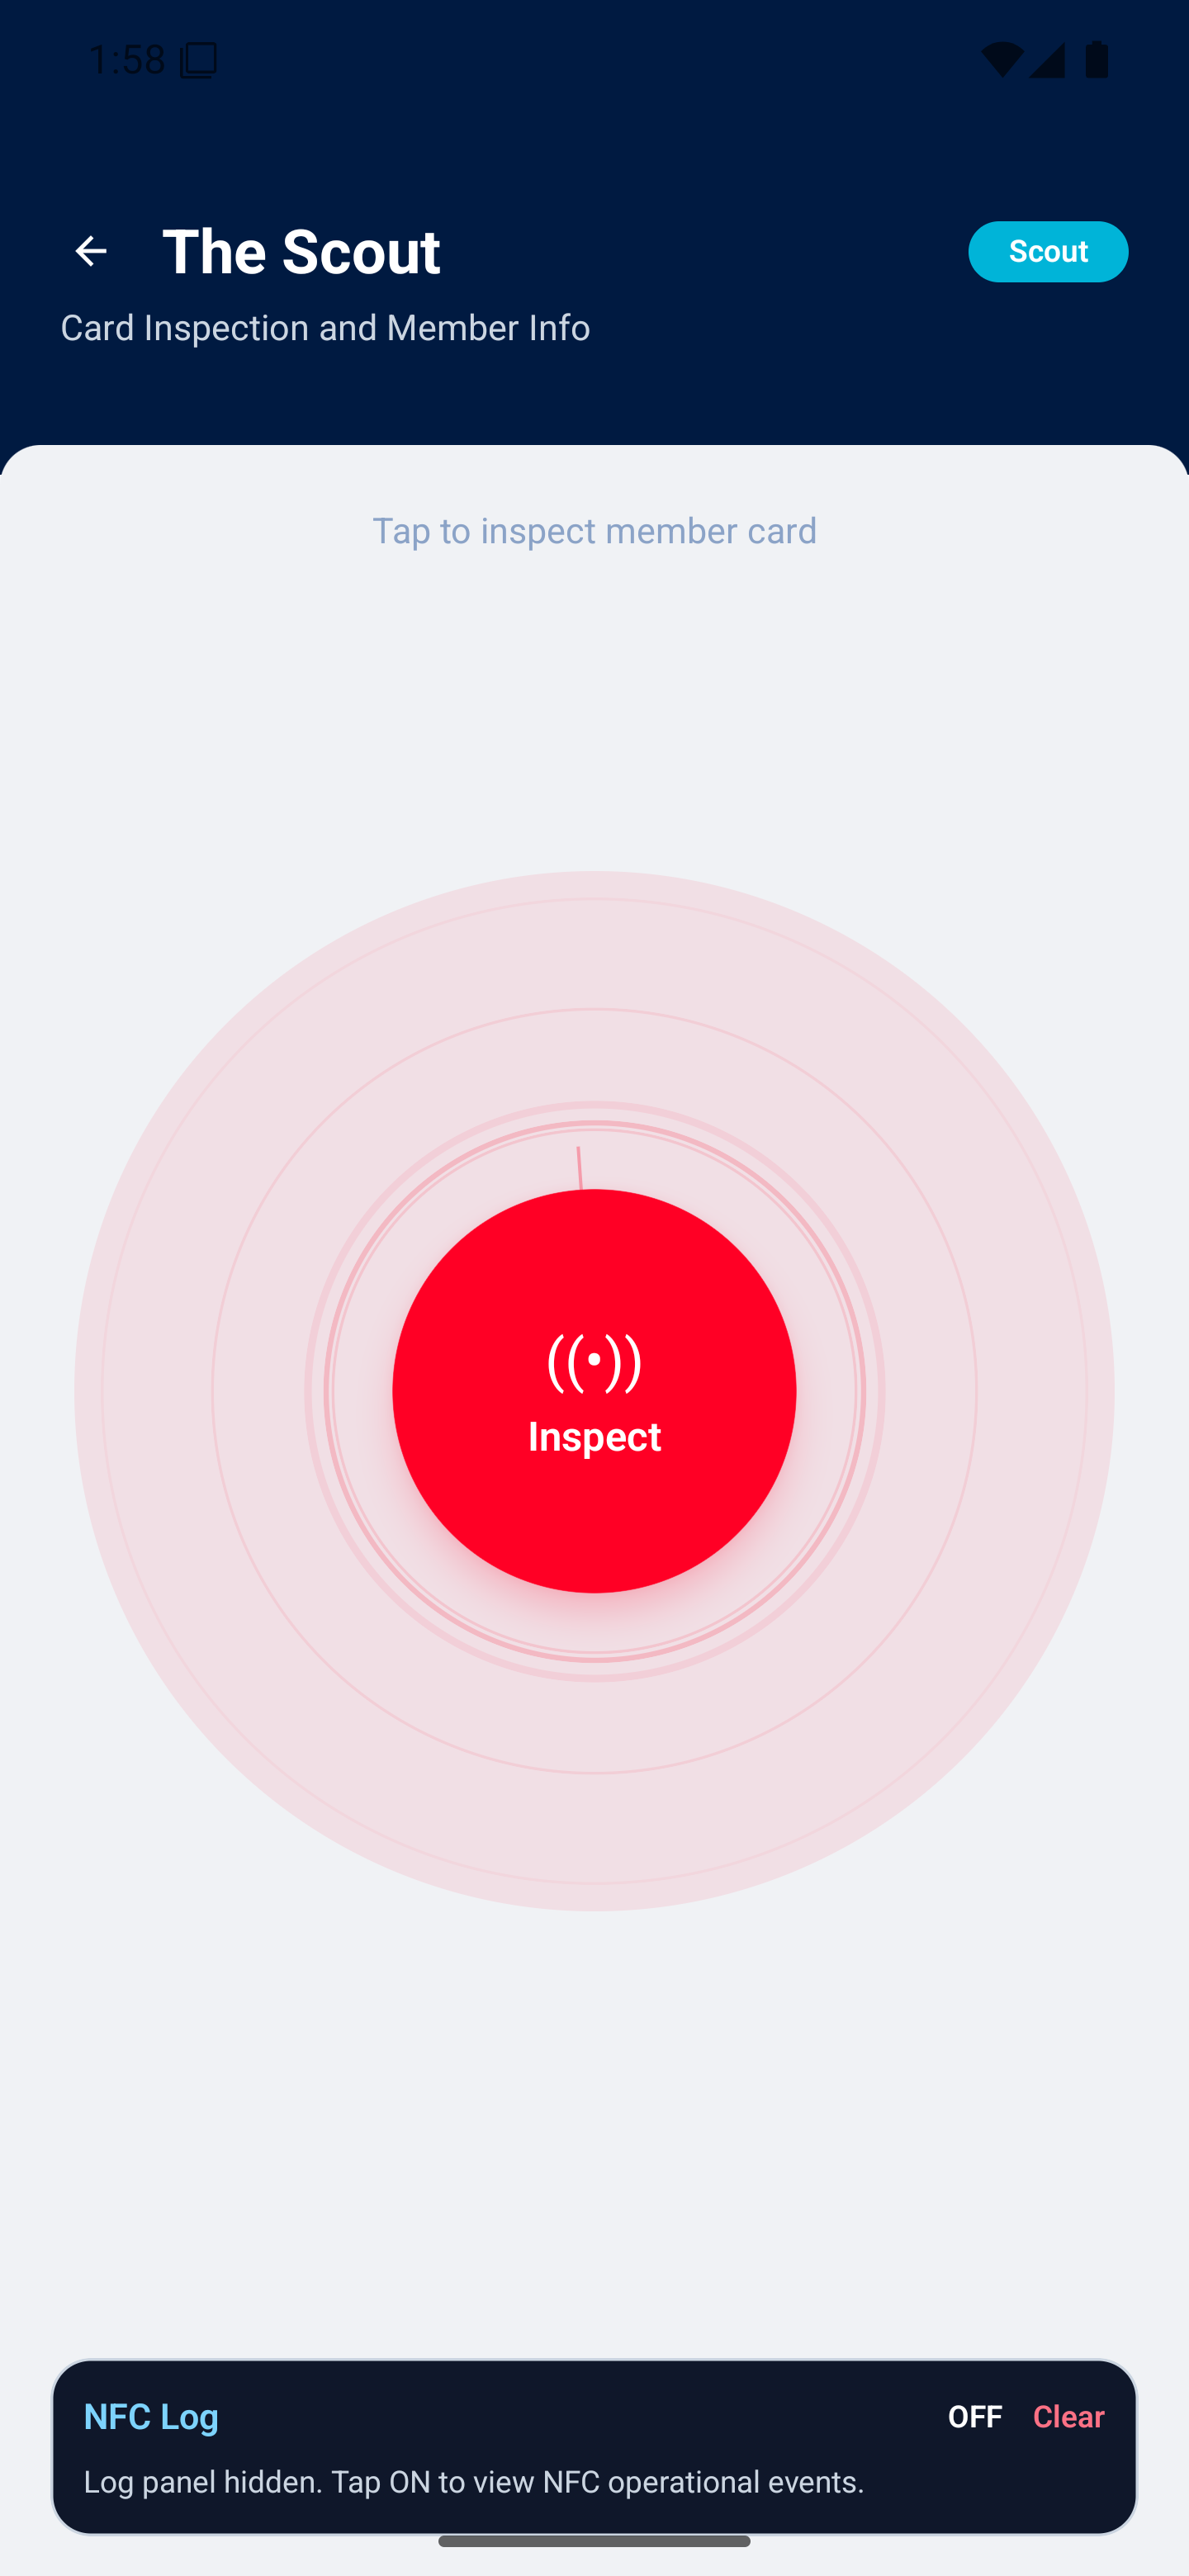 1:58
The Scout
Scout
Card Inspection and Member Info
Tap to inspect member card
((•))
Inspect
NFC Log
OFF
Clear
Log panel hidden. Tap ON to view NFC operational events.